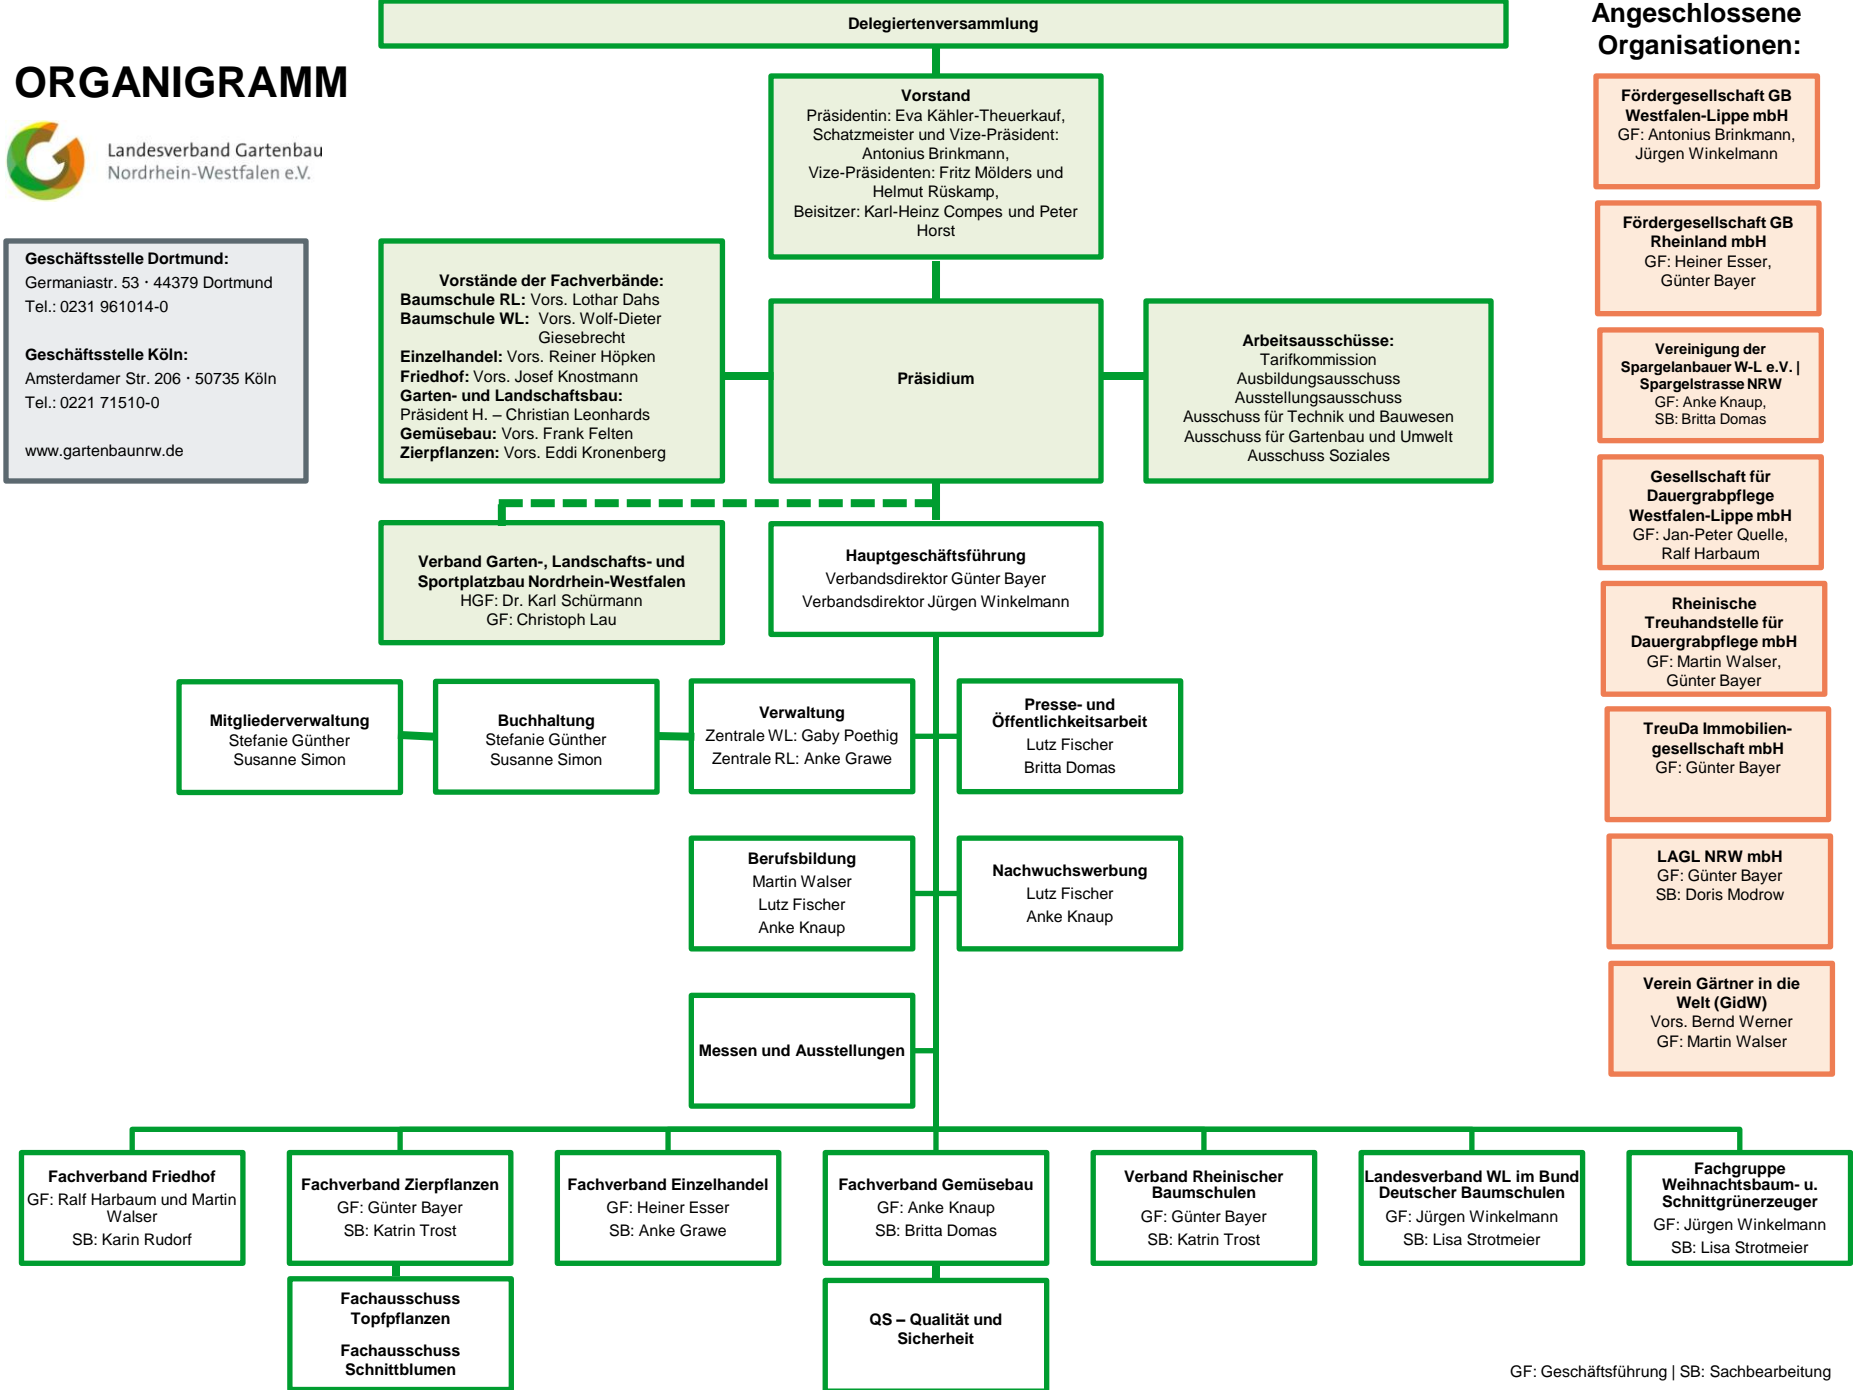 Delegiertenversammlung
ORGANIGRAMM
Landesverband Gartenbau
Nordrhein-Westfalen e.V.
Geschäftsstelle Dortmund:
Germaniastr. 53 · 44379 Dortmund
Tel.: 0231 961014-0
Geschäftsstelle Köln:
Amsterdamer Str. 206 · 50735 Köln
Tel.: 0221 71510-0
www.gartenbaunrw.de
Vorstand
Präsidentin: Eva Kähler-Theuerkauf,
Schatzmeister und Vize-Präsident:
Antonius Brinkmann,
Vize-Präsidenten: Fritz Mölders und
Helmut Rüskamp,
Beisitzer: Karl-Heinz Compes und Peter
Horst
Vorstände der Fachverbände:
Baumschule RL: Vors. Lothar Dahs
Baumschule WL: Vors. Wolf-Dieter
Giesebrecht
Einzelhandel: Vors. Reiner Höpken
Friedhof: Vors. Josef Knostmann
Garten- und Landschaftsbau:
Präsident H. – Christian Leonhards
Gemüsebau: Vors. Frank Felten
Zierpflanzen: Vors. Eddi Kronenberg
Präsidium
Arbeitsausschüsse:
Tarifkommission
Ausbildungsausschuss
Ausstellungsausschuss
Ausschuss für Technik und Bauwesen
Ausschuss für Gartenbau und Umwelt
Ausschuss Soziales
Verband Garten-, Landschafts- und
Sportplatzbau Nordrhein-Westfalen
HGF: Dr. Karl Schürmann
GF: Christoph Lau
Hauptgeschäftsführung
Verbandsdirektor Günter Bayer
Verbandsdirektor Jürgen Winkelmann
Mitgliederverwaltung
Stefanie Günther
Susanne Simon
Buchhaltung
Stefanie Günther
Susanne Simon
Verwaltung
Zentrale WL: Gaby Poethig
Zentrale RL: Anke Grawe
Presse- und
Öffentlichkeitsarbeit
Lutz Fischer
Britta Domas
Berufsbildung
Martin Walser
Lutz Fischer
Anke Knaup
Nachwuchswerbung
Lutz Fischer
Anke Knaup
Messen und Ausstellungen
Fachverband Friedhof
GF: Ralf Harbaum und Martin
Walser
SB: Karin Rudorf
Fachverband Zierpflanzen
GF: Günter Bayer
SB: Katrin Trost
Fachverband Einzelhandel
GF: Heiner Esser
SB: Anke Grawe
Fachverband Gemüsebau
GF: Anke Knaup
SB: Britta Domas
Verband Rheinischer
Baumschulen
GF: Günter Bayer
SB: Katrin Trost
Landesverband WL im Bund
Deutscher Baumschulen
GF: Jürgen Winkelmann
SB: Lisa Strotmeier
Fachgruppe
Weihnachtsbaum- u.
Schnittgrünerzeuger
GF: Jürgen Winkelmann
SB: Lisa Strotmeier
Fachausschuss
Topfpflanzen
Fachausschuss
Schnittblumen
QS – Qualität und
Sicherheit
Angeschlossene
Organisationen:
Fördergesellschaft GB
Westfalen-Lippe mbH
GF: Antonius Brinkmann,
Jürgen Winkelmann
Fördergesellschaft GB
Rheinland mbH
GF: Heiner Esser,
Günter Bayer
Vereinigung der
Spargelanbauer W-L e.V. |
Spargelstrasse NRW
GF: Anke Knaup,
SB: Britta Domas
Gesellschaft für
Dauergrabpflege
Westfalen-Lippe mbH
GF: Jan-Peter Quelle,
Ralf Harbaum
Rheinische
Treuhandstelle für
Dauergrabpflege mbH
GF: Martin Walser,
Günter Bayer
TreuDa Immobilien-
gesellschaft mbH
GF: Günter Bayer
LAGL NRW mbH
GF: Günter Bayer
SB: Doris Modrow
Verein Gärtner in die
Welt (GidW)
Vors. Bernd Werner
GF: Martin Walser
GF: Geschäftsführung | SB: Sachbearbeitung